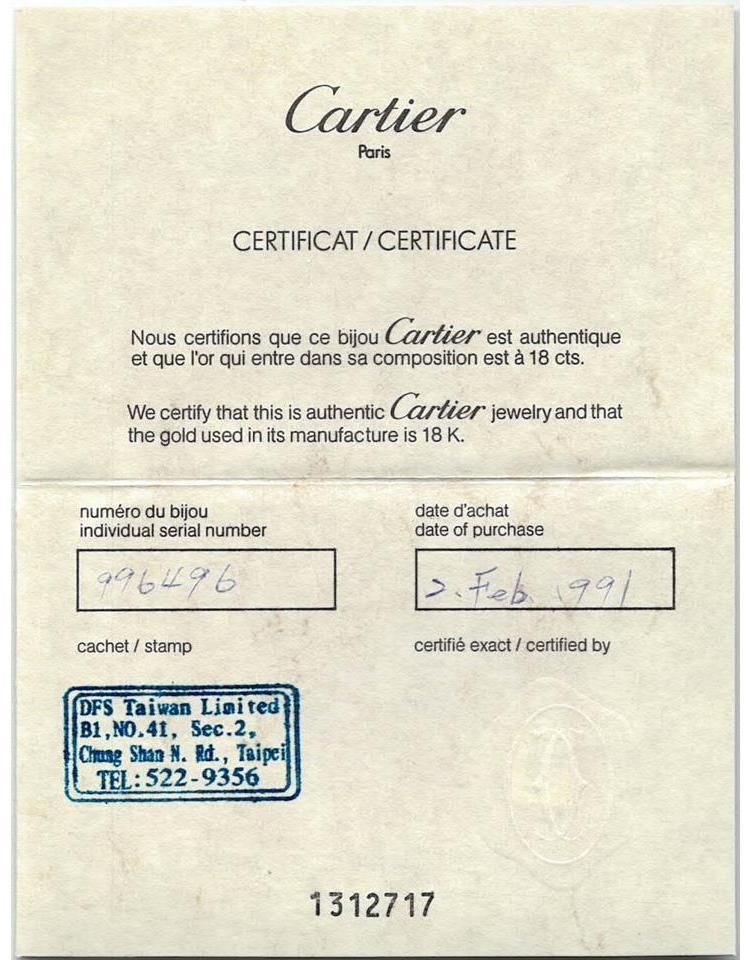 Cartier
Paris
CERTIFICAT / CERTIFICATE
Nous certifions que ce bijou Cartier est authentique
et que l'or qui entre dans sa composition est à 18 cts.
We certify that this is authentic Cartier jewelry and that
the gold used in its manufacture is 18 K.
numéro du bijou
individual serial number
996496
date d'achat
date of purchase
2. Feb. 1991
cachet / stamp
certifié exact / certified by
DFS Taiwan Limited
B1,NO.41, Sec.2,
Chung Shan N. Rd., Taipei
TEL:522-9356
1312717